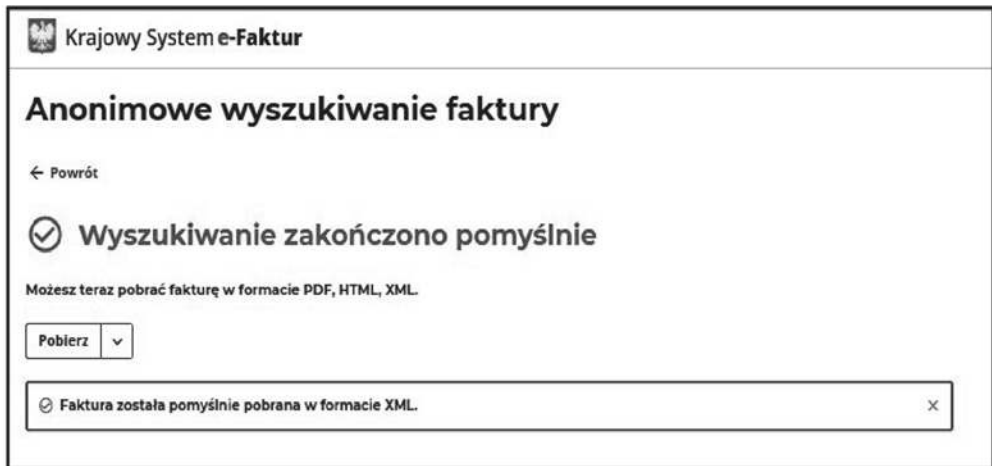 Krajowy System e-Faktur
Anonimowe wyszukiwanie faktury
← Powrót
Wyszukiwanie zakończono pomyślnie
Możesz teraz pobrać fakturę w formacie PDF, HTML, XML.
Pobierz
Faktura została pomyślnie pobrana w formacie XML.